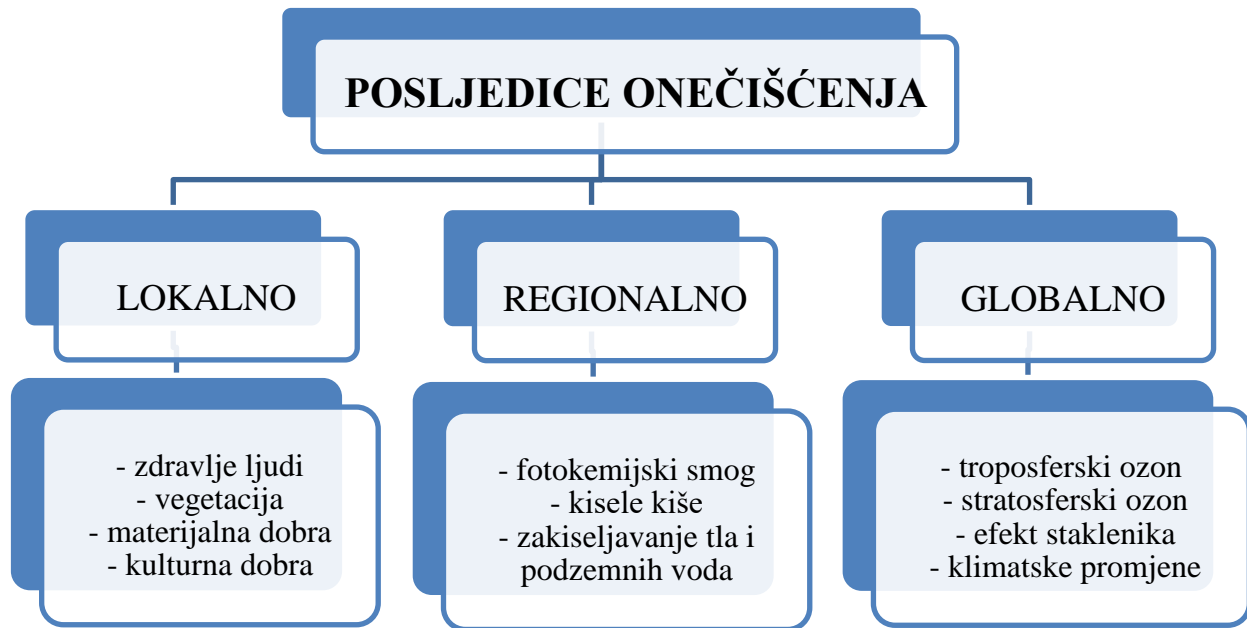 POSLJEDICE ONEČIŠĆENJA
LOKALNO
- zdravlje ljudi
- vegetacija
- materijalna dobra
- kulturna dobra
REGIONALNO
- fotokemijski smog
- kisele kiše
- zakiseljavanje tla i
podzemnih voda
GLOBALNO
- troposferski ozon
- stratosferski ozon
- efekt staklenika
- klimatske promjene